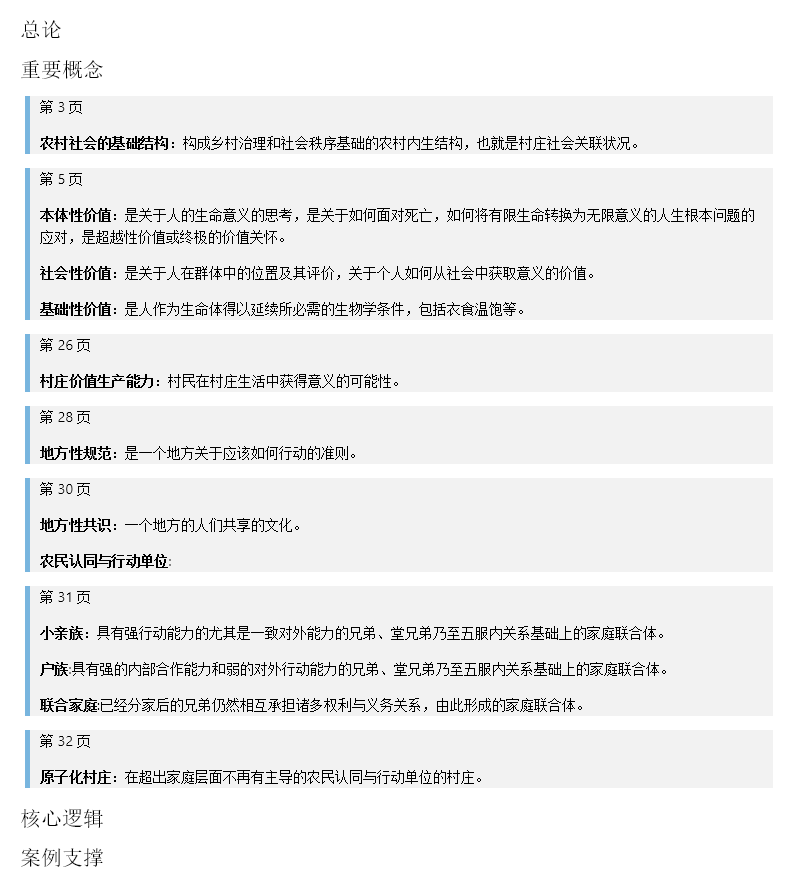 总论
重要概念
第 3 页
农村社会的基础结构：构成乡村治理和社会秩序基础的农村内生结构，也就是村庄社会关联状况。
第 5 页
本体性价值：是关于人的生命意义的思考，是关于如何面对死亡，如何将有限生命转换为无限意义的人生根本问题的
应对，是超越性价值或终极的价值关怀。
社会性价值：是关于人在群体中的位置及其评价，关于个人如何从社会中获取意义的价值。
基础性价值：是人作为生命体得以延续所必需的生物学条件，包括衣食温饱等。
第 26 页
村庄价值生产能力：村民在村庄生活中获得意义的可能性。
第 28 页
地方性规范：是一个地方关于应该如何行动的准则。
第 30 页
地方性共识：一个地方的人们共享的文化。
农民认同与行动单位:
第 31 页
小亲族：具有强行动能力的尤其是一致对外能力的兄弟、堂兄弟乃至五服内关系基础上的家庭联合体。
户族:具有强的内部合作能力和弱的对外行动能力的兄弟、堂兄弟乃至五服内关系基础上的家庭联合体。
联合家庭:已经分家后的兄弟仍然相互承担诸多权利与义务关系，由此形成的家庭联合体。
第 32 页
原子化村庄：在超出家庭层面不再有主导的农民认同与行动单位的村庄。
核心逻辑
案例支撑